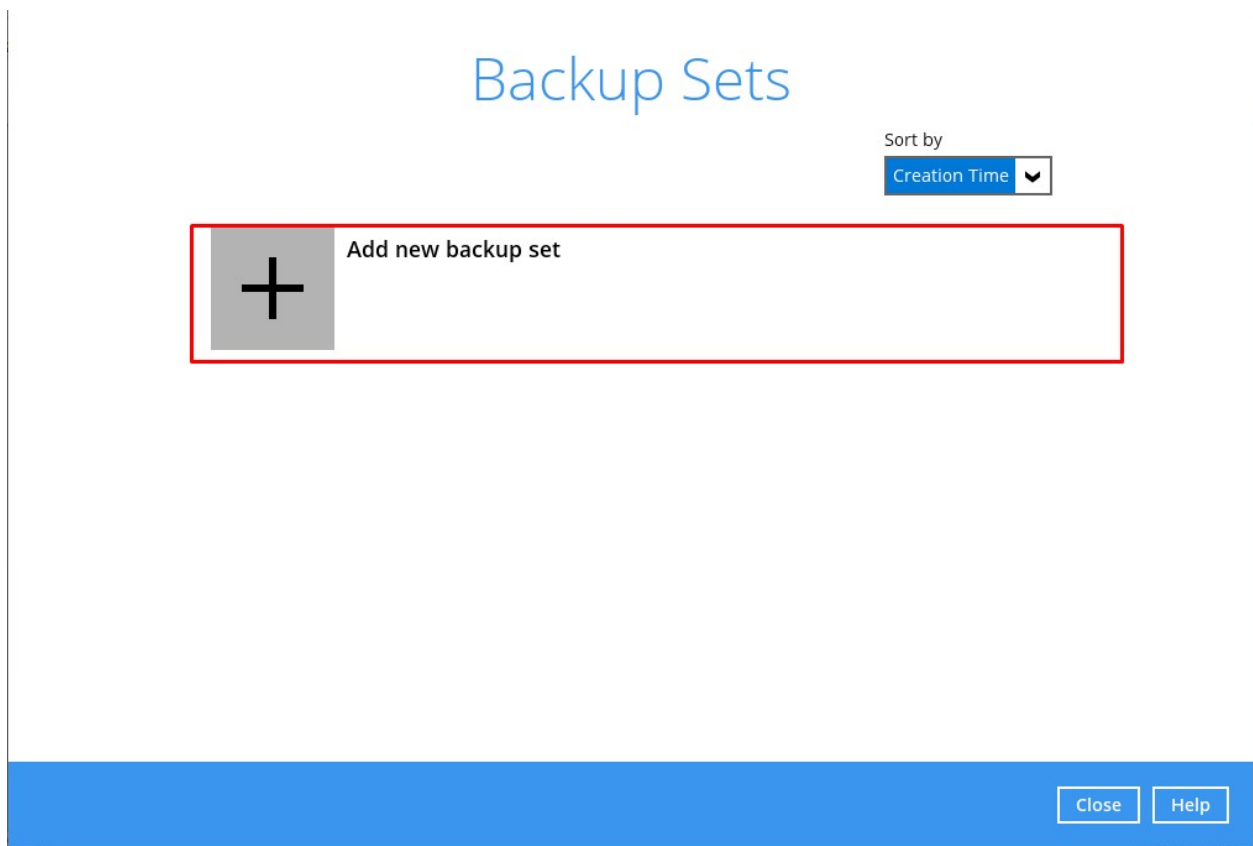 Backup Sets
Sort by
Creation Time
Add new backup set
Close
Help